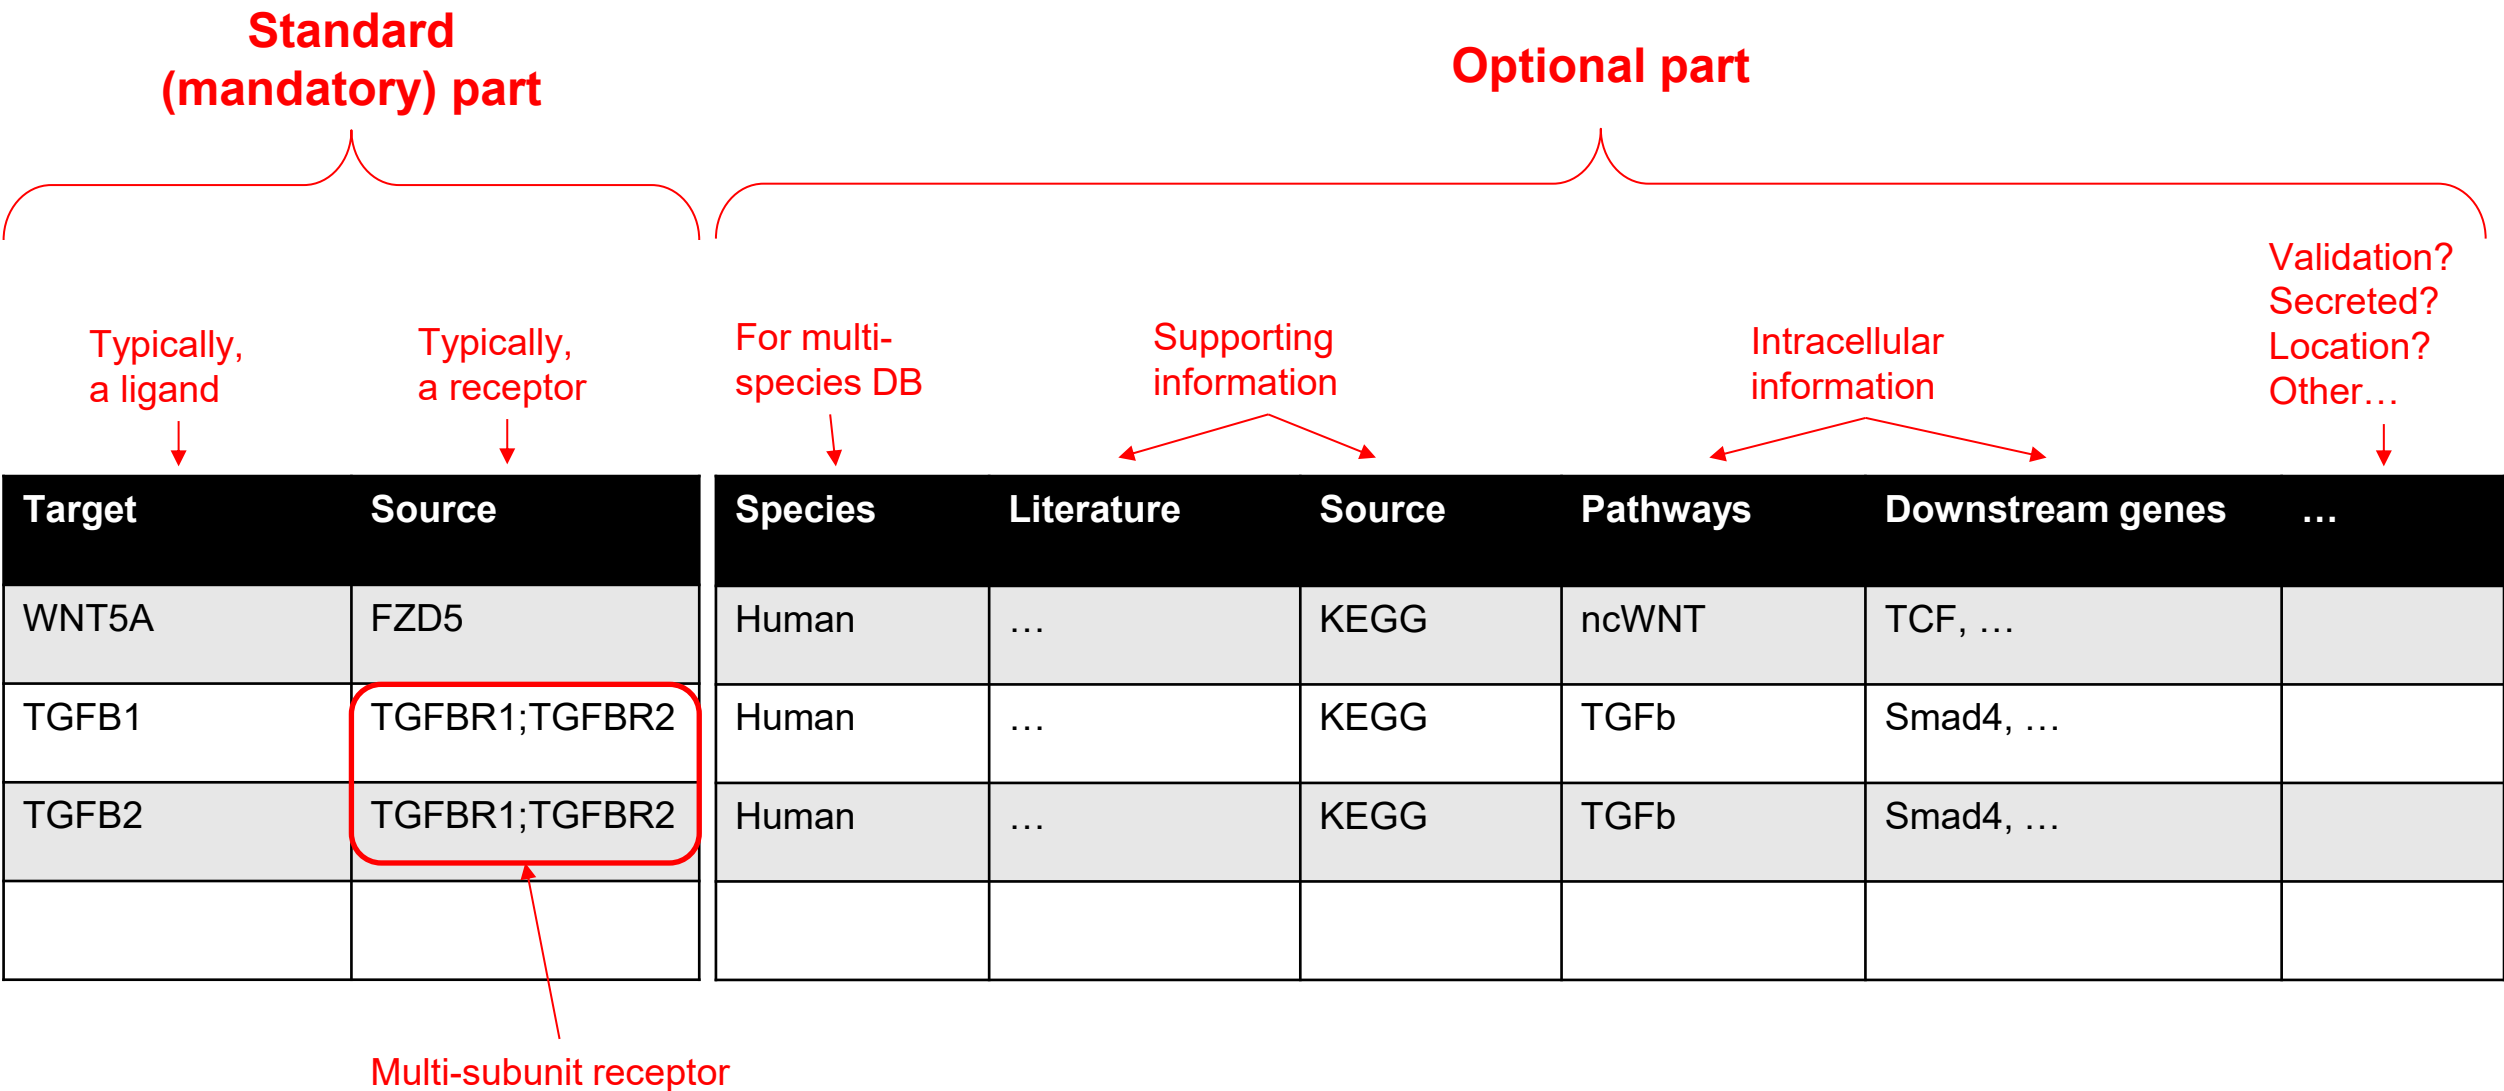 Standard
(mandatory) part
Optional part
Typically,
a ligand
Typically,
a receptor
For multi-
species DB
Supporting
information
Intracellular
information
Validation?
Secreted?
Location?
Other…
Target Source Species Literature Source Pathways Downstream genes …
WNT5A FZD5 Human … KEGG ncWNT TCF, …
TGFB1 TGFBR1;TGFBR2 Human … KEGG TGFb Smad4, …
TGFB2 TGFBR1;TGFBR2 Human … KEGG TGFb Smad4, …
Multi-subunit receptor